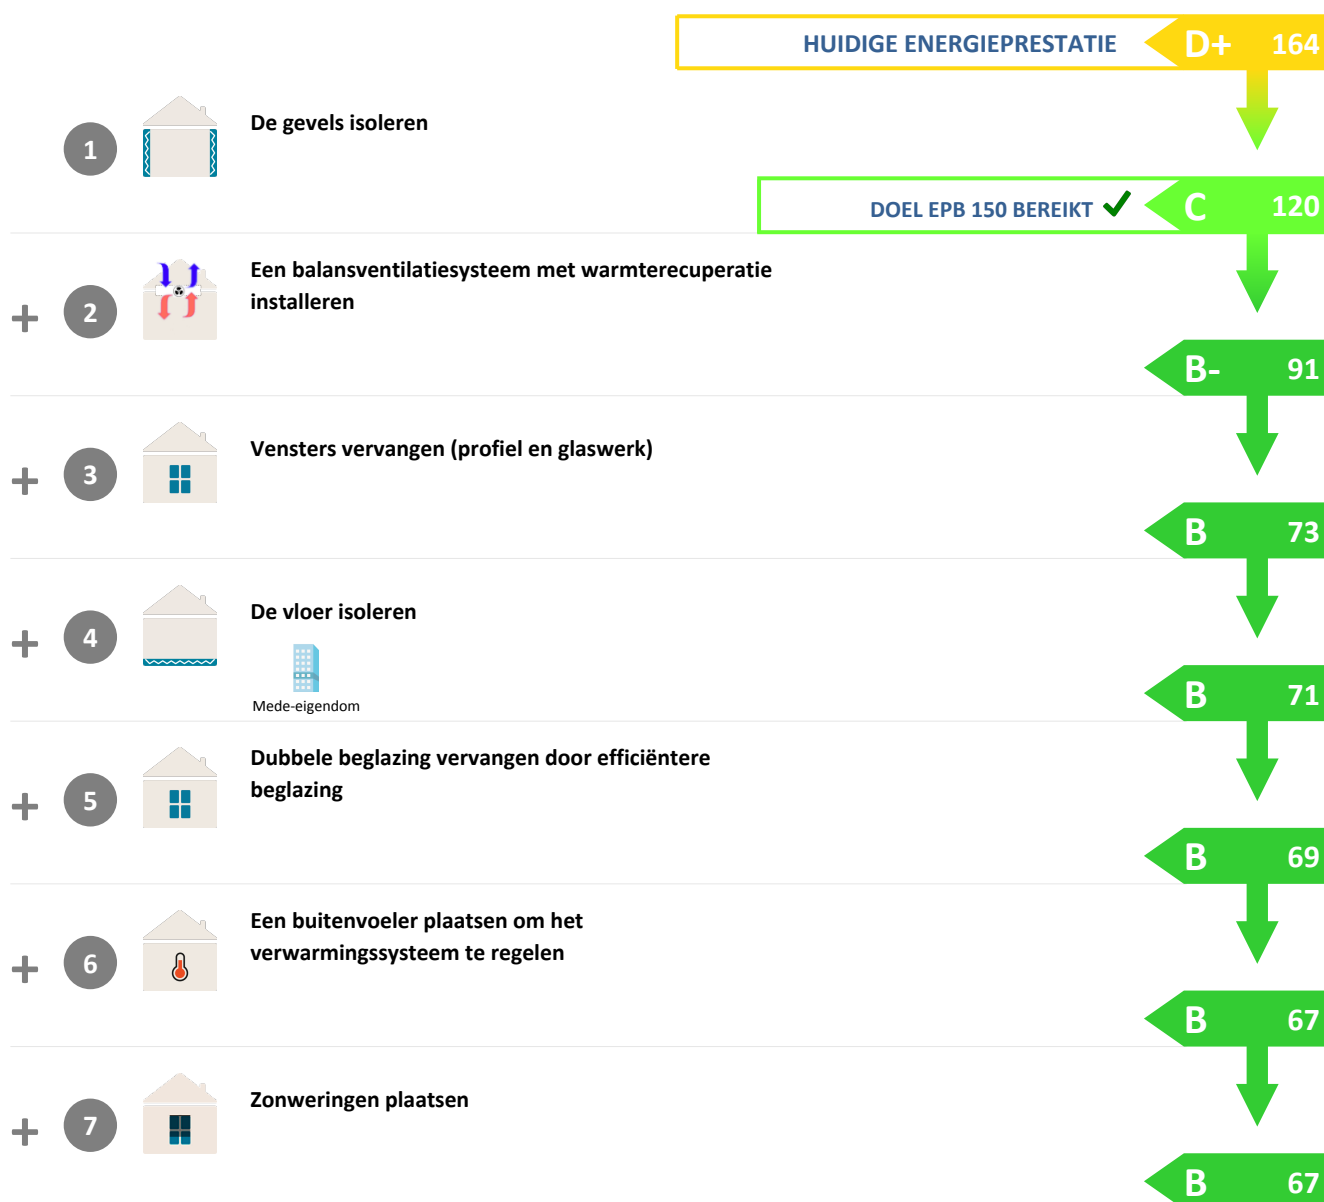 HUIDIGE ENERGIEPRESTATIE D+ 164
1 De gevels isoleren
DOEL EPB 150 BEREIKT ✓ C 120
+ 2 Een balansventilatiesysteem met warmterecuperatie
installeren
B- 91
+ 3 Vensters vervangen (profiel en glaswerk)
B 73
+ 4 De vloer isoleren
Mede-eigendom
B 71
+ 5 Dubbele beglazing vervangen door efficiëntere
beglazing
B 69
+ 6 Een buitenvoeler plaatsen om het
verwarmingssysteem te regelen
B 67
+ 7 Zonweringen plaatsen
B 67